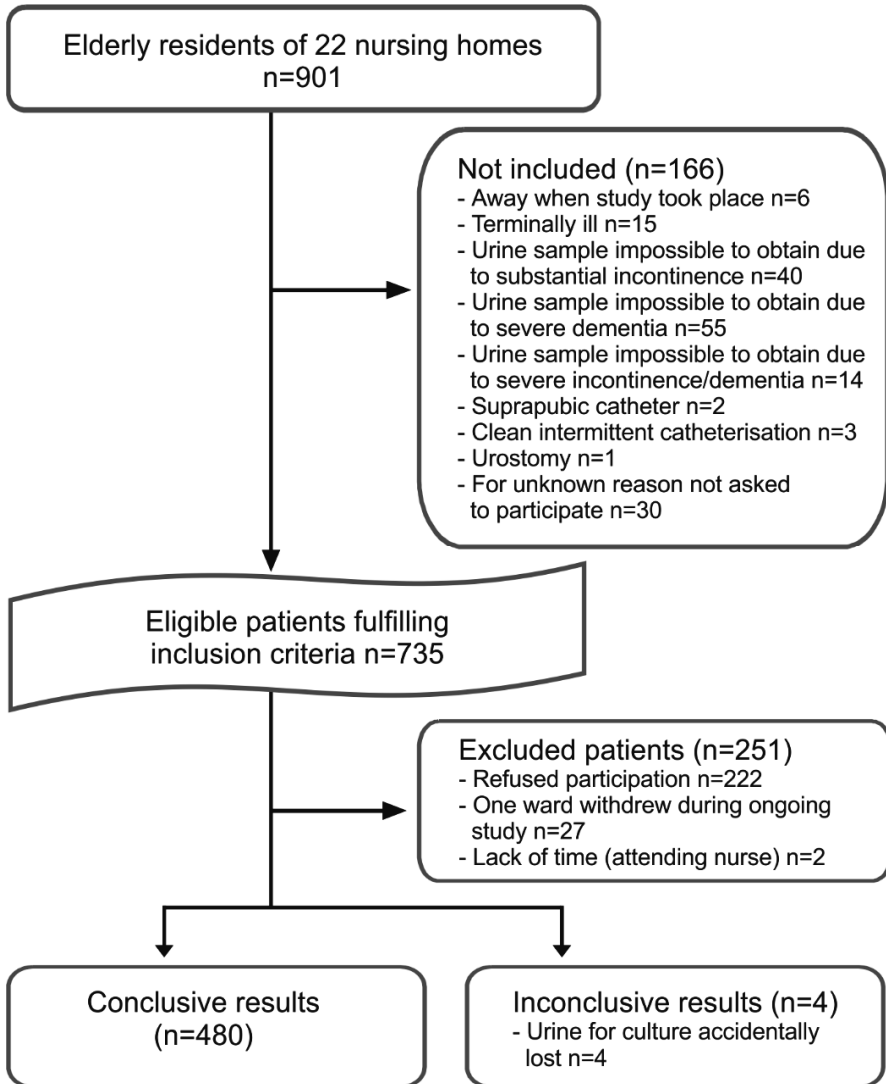 Elderly residents of 22 nursing homes
n=901
Not included (n=166)
- Away when study took place n=6
- Terminally ill n=15
- Urine sample impossible to obtain due
to substantial incontinence n=40
- Urine sample impossible to obtain due
to severe dementia n=55
- Urine sample impossible to obtain due
to severe incontinence/dementia n=14
- Suprapubic catheter n=2
- Clean intermittent catheterisation n=3
- Urostomy n=1
- For unknown reason not asked
to participate n=30
Eligible patients fulfilling
inclusion criteria n=735
Excluded patients (n=251)
- Refused participation n=222
- One ward withdrew during ongoing
study n=27
- Lack of time (attending nurse) n=2
Conclusive results
(n=480)
Inconclusive results (n=4)
- Urine for culture accidentally
lost n=4